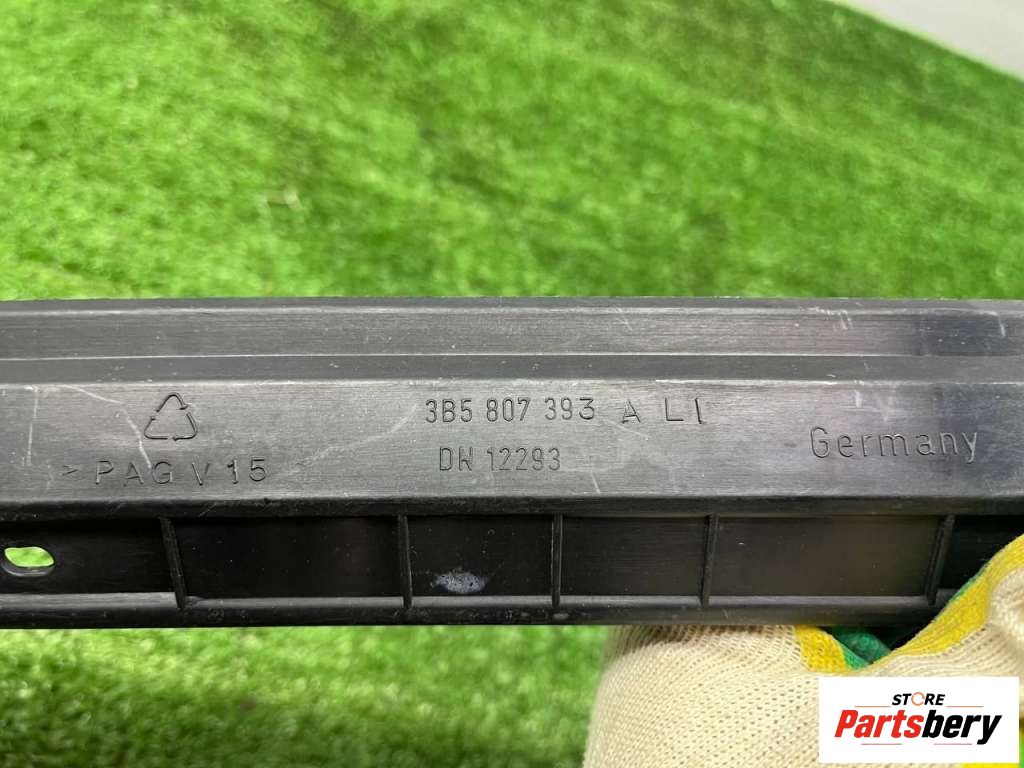 3B5 807 393 A LI
DW 12293
Germany
> PAG V 15
STORE
Partsbery